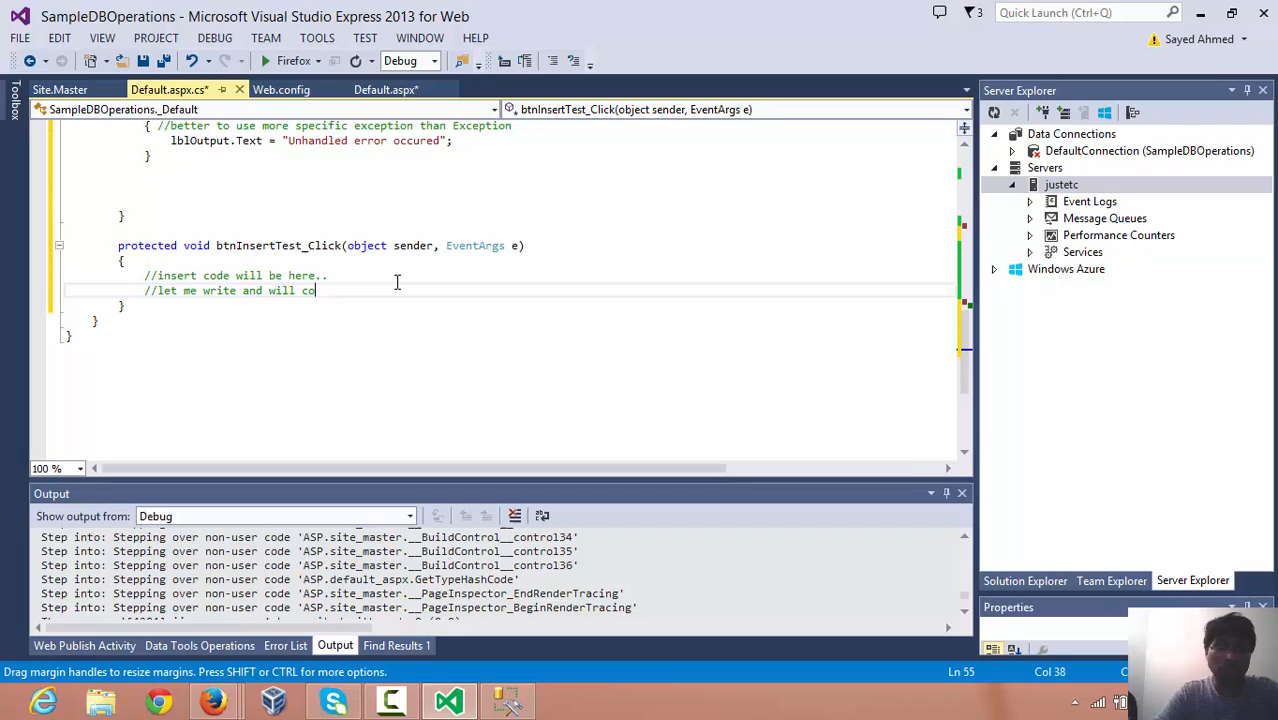 SampleDBOperations - Microsoft Visual Studio Express 2013 for Web
3
Quick Launch (Ctrl+Q)
FILE EDIT VIEW PROJECT DEBUG TEAM TOOLS TEST WINDOW HELP
Sayed Ahmed
Firefox
Debug
Toolbox
Site.Master
Default.aspx.cs*
Web.config
Default.aspx*
SampleDBOperations._Default
btnInsertTest_Click(object sender, EventArgs e)
{ //better to use more specific exception than Exception
lblOutput.Text = "Unhandled error occured";
}
}
protected void btnInsertTest_Click(object sender, EventArgs e)
{
//insert code will be here..
//let me write and will co
}
}
}
100 %
Output
Show output from: Debug
Step into: Stepping over non-user code 'ASP.site_master.__BuildControl__control34'
Step into: Stepping over non-user code 'ASP.site_master.__BuildControl__control35'
Step into: Stepping over non-user code 'ASP.site_master.__BuildControl__control36'
Step into: Stepping over non-user code 'ASP.default_aspx.GetTypeHashCode'
Step into: Stepping over non-user code 'ASP.site_master.__PageInspector_EndRenderTracing'
Step into: Stepping over non-user code 'ASP.site_master.__PageInspector_BeginRenderTracing'
Web Publish Activity Data Tools Operations Error List Output Find Results 1
Server Explorer
Data Connections
DefaultConnection (SampleDBOperations)
Servers
justetc
Event Logs
Message Queues
Performance Counters
Services
Windows Azure
Solution Explorer Team Explorer Server Explorer
Properties
Drag margin handles to resize margins. Press SHIFT or CTRL for more options.
Ln 55
Col 38